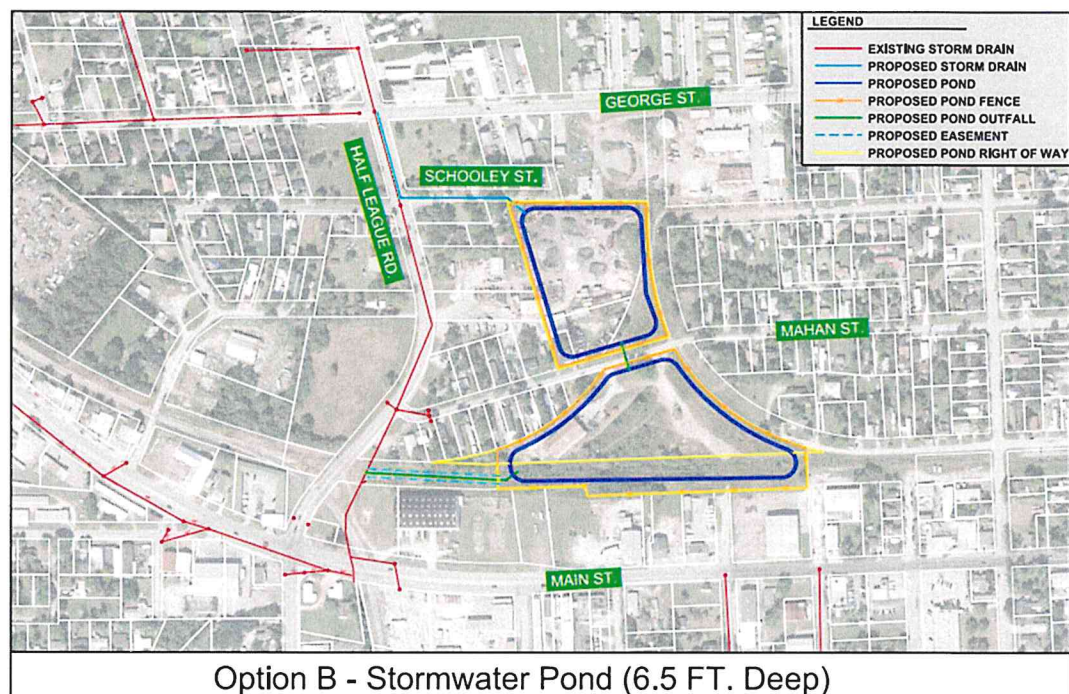 LEGEND
EXISTING STORM DRAIN
PROPOSED STORM DRAIN
PROPOSED POND
PROPOSED POND FENCE
PROPOSED POND OUTFALL
PROPOSED EASEMENT
PROPOSED POND RIGHT OF WAY
GEORGE ST.
HALF LEAGUE RD.
SCHOOLEY ST.
MAHAN ST.
MAIN ST.
Option B - Stormwater Pond (6.5 FT. Deep)